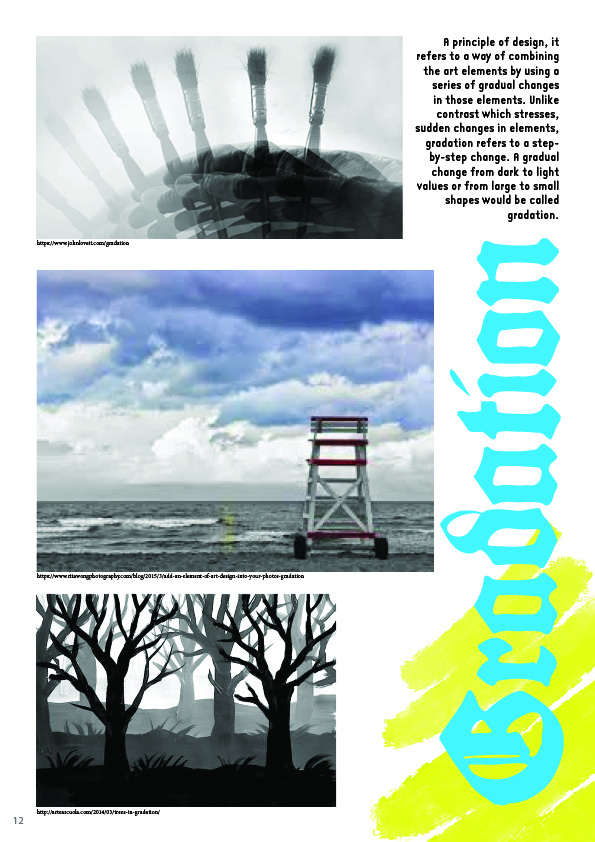 A principle of design, it
refers to a way of combining
the art elements by using a
series of gradual changes
in those elements. Unlike
contrast which stresses,
sudden changes in elements,
gradation refers to a step-
by-step change. A gradual
change from dark to light
values or from large to small
shapes would be called
gradation.
https://www.johnlovett.com/gradation
Gradation
https://www.ritawongphotography.com/blog/2015/3/add-an-element-of-art-design-into-your-photos-gradation
http://artesscuola.com/2014/03/trees-in-gradation/
12